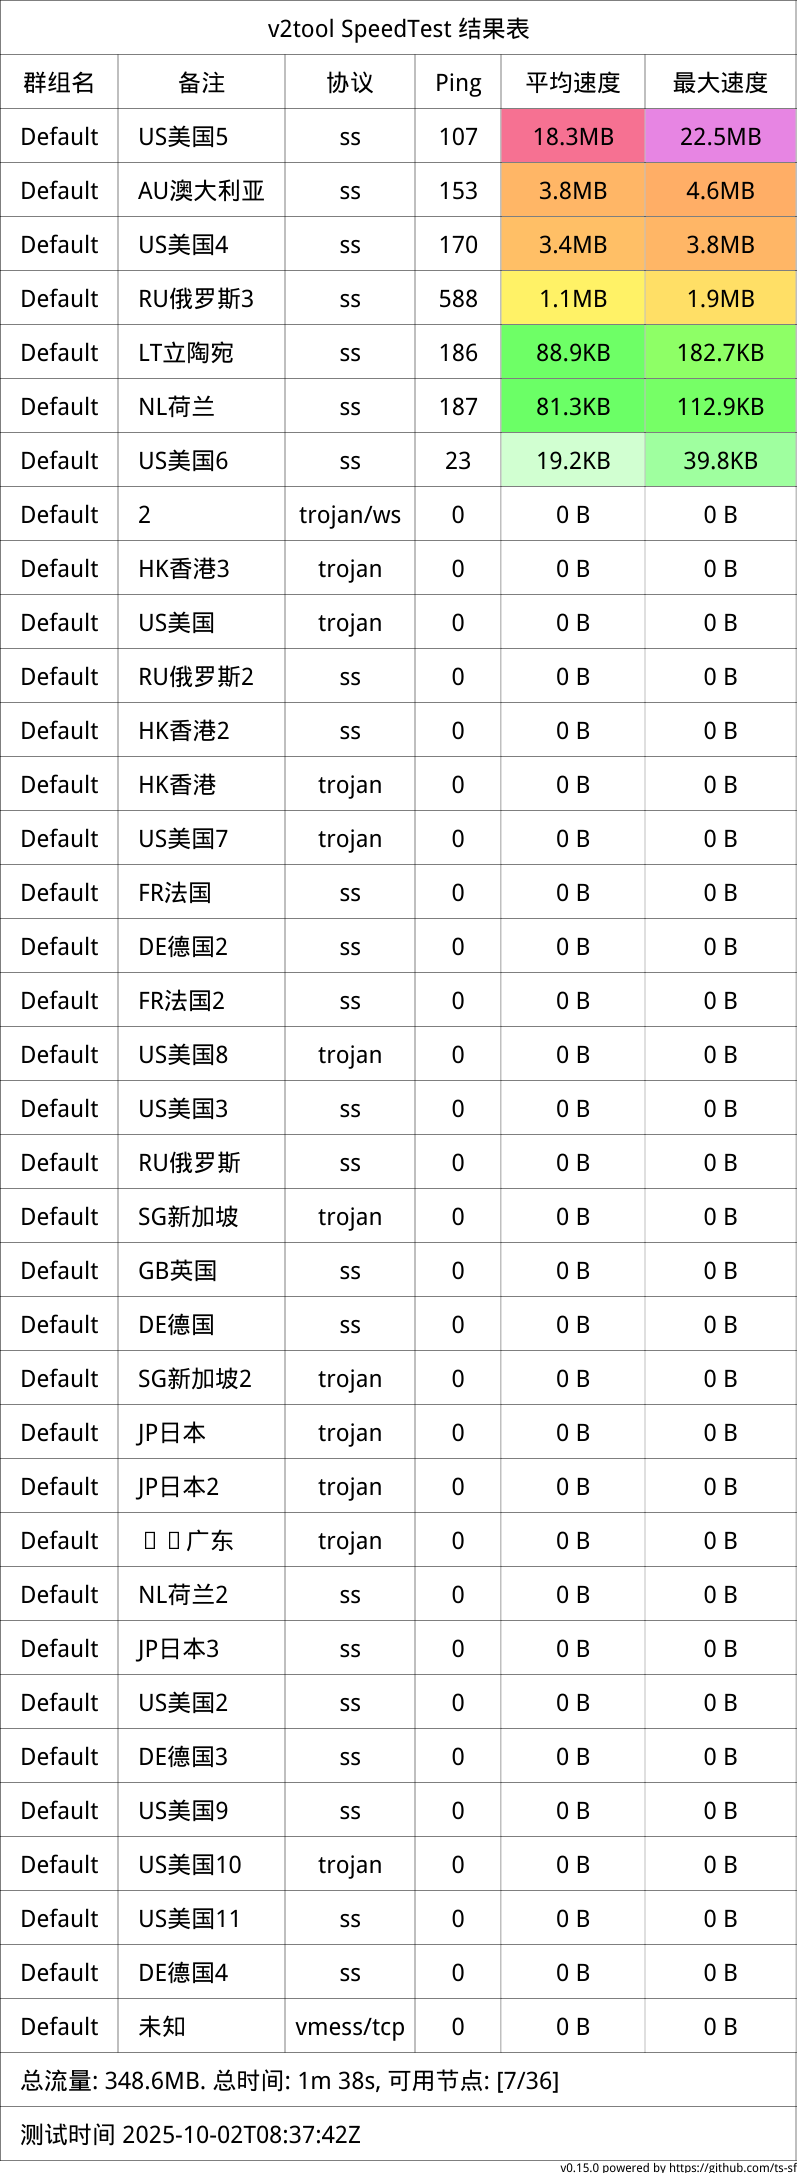 v2tool SpeedTest 结果表
群组名 备注 协议 Ping 平均速度 最大速度
Default US美国5 ss 107 18.3MB 22.5MB
Default AU澳大利亚 ss 153 3.8MB 4.6MB
Default US美国4 ss 170 3.4MB 3.8MB
Default RU俄罗斯3 ss 588 1.1MB 1.9MB
Default LT立陶宛 ss 186 88.9KB 182.7KB
Default NL荷兰 ss 187 81.3KB 112.9KB
Default US美国6 ss 23 19.2KB 39.8KB
Default 2 trojan/ws 0 0 B 0 B
Default HK香港3 trojan 0 0 B 0 B
Default US美国 trojan 0 0 B 0 B
Default RU俄罗斯2 ss 0 0 B 0 B
Default HK香港2 ss 0 0 B 0 B
Default HK香港 trojan 0 0 B 0 B
Default US美国7 trojan 0 0 B 0 B
Default FR法国 ss 0 0 B 0 B
Default DE德国2 ss 0 0 B 0 B
Default FR法国2 ss 0 0 B 0 B
Default US美国8 trojan 0 0 B 0 B
Default US美国3 ss 0 0 B 0 B
Default RU俄罗斯 ss 0 0 B 0 B
Default SG新加坡 trojan 0 0 B 0 B
Default GB英国 ss 0 0 B 0 B
Default DE德国 ss 0 0 B 0 B
Default SG新加坡2 trojan 0 0 B 0 B
Default JP日本 trojan 0 0 B 0 B
Default JP日本2 trojan 0 0 B 0 B
Default 广东 trojan 0 0 B 0 B
Default NL荷兰2 ss 0 0 B 0 B
Default JP日本3 ss 0 0 B 0 B
Default US美国2 ss 0 0 B 0 B
Default DE德国3 ss 0 0 B 0 B
Default US美国9 ss 0 0 B 0 B
Default US美国10 trojan 0 0 B 0 B
Default US美国11 ss 0 0 B 0 B
Default DE德国4 ss 0 0 B 0 B
Default 未知 vmess/tcp 0 0 B 0 B
总流量: 348.6MB. 总时间: 1m 38s, 可用节点: [7/36]
测试时间 2025-10-02T08:37:42Z
v0.15.0 powered by https://github.com/ts-sf